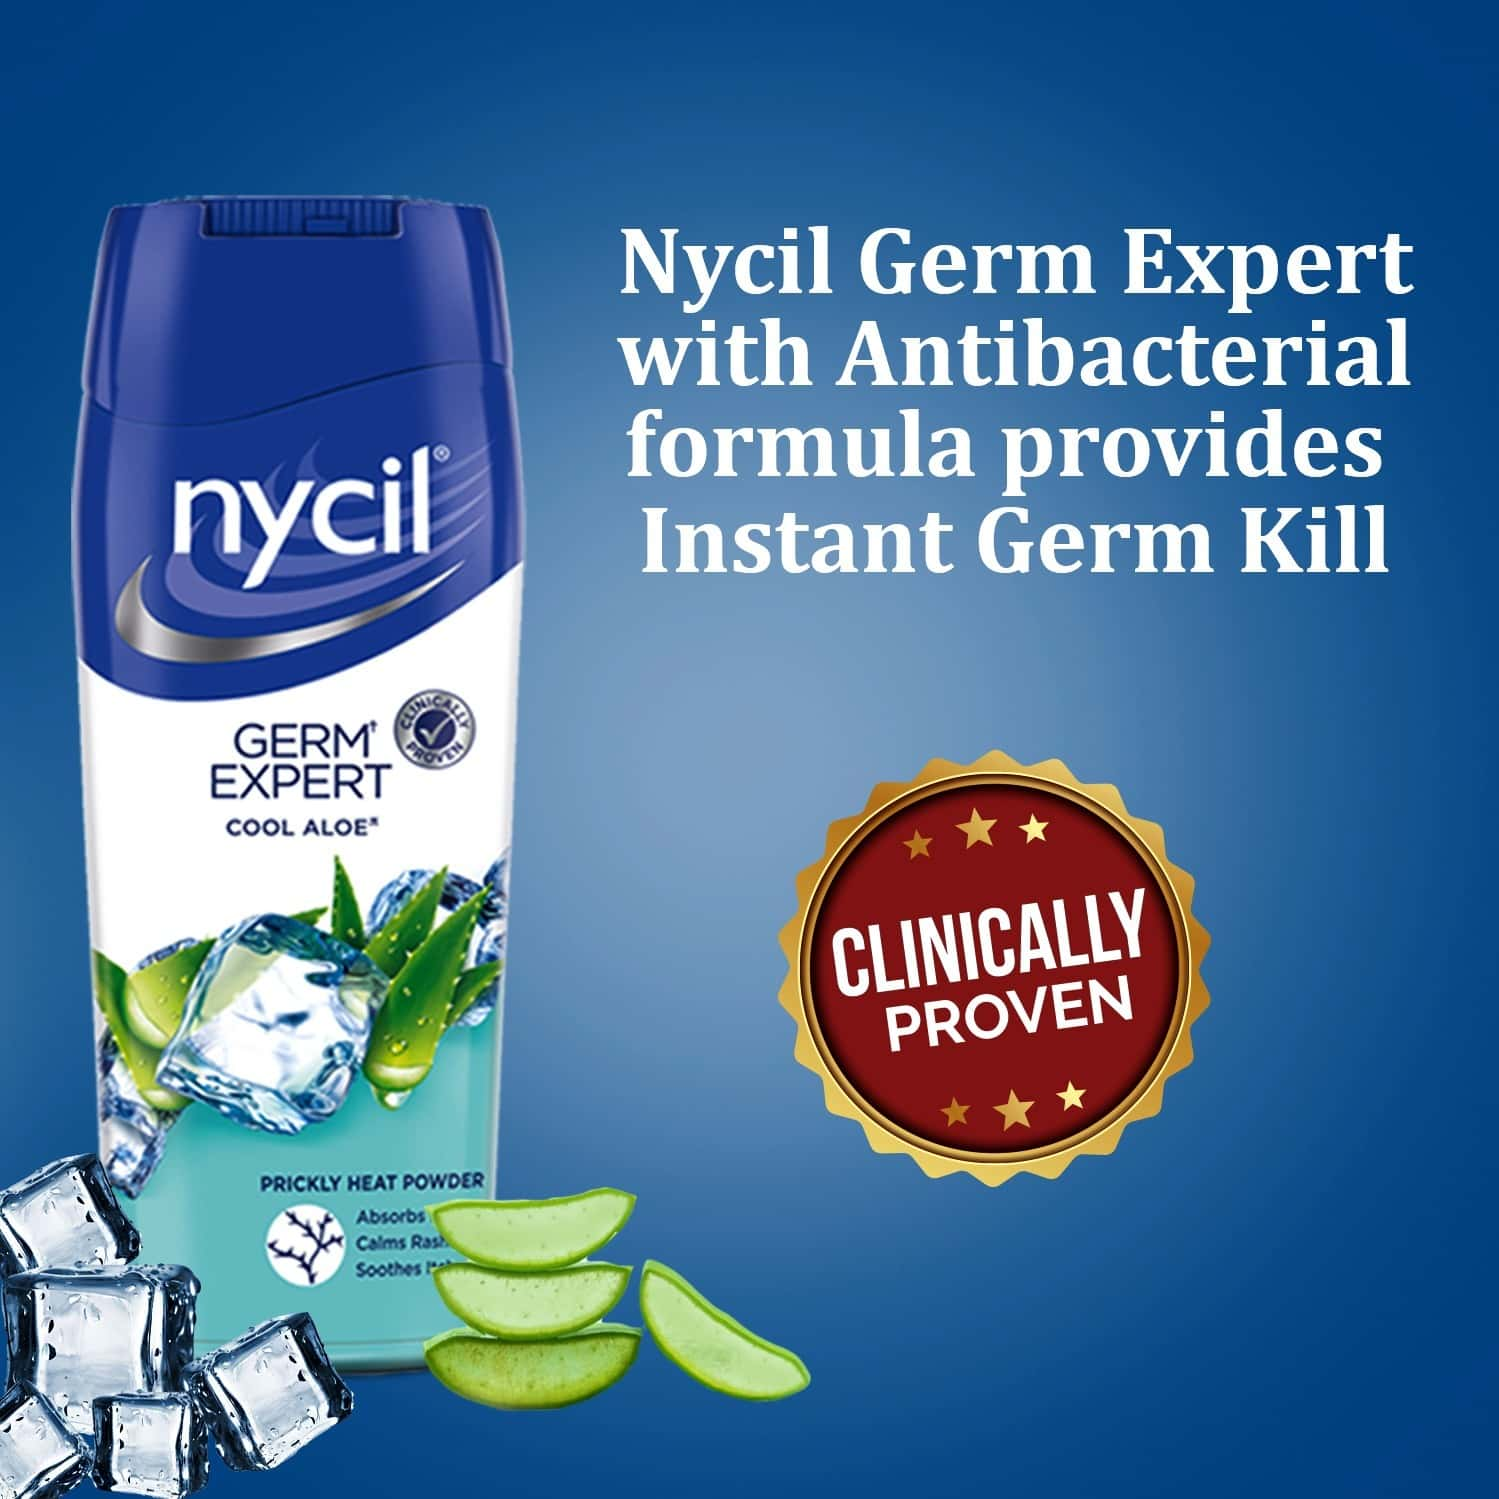 Nycil Germ Expert
with Antibacterial
formula provides
Instant Germ Kill
nycil®
CLINICALLY
PROVEN
GERM†
EXPERT
COOL ALOE
PRICKLY HEAT POWDER
Absorbs
Calms
Soothes
CLINICALLY
PROVEN